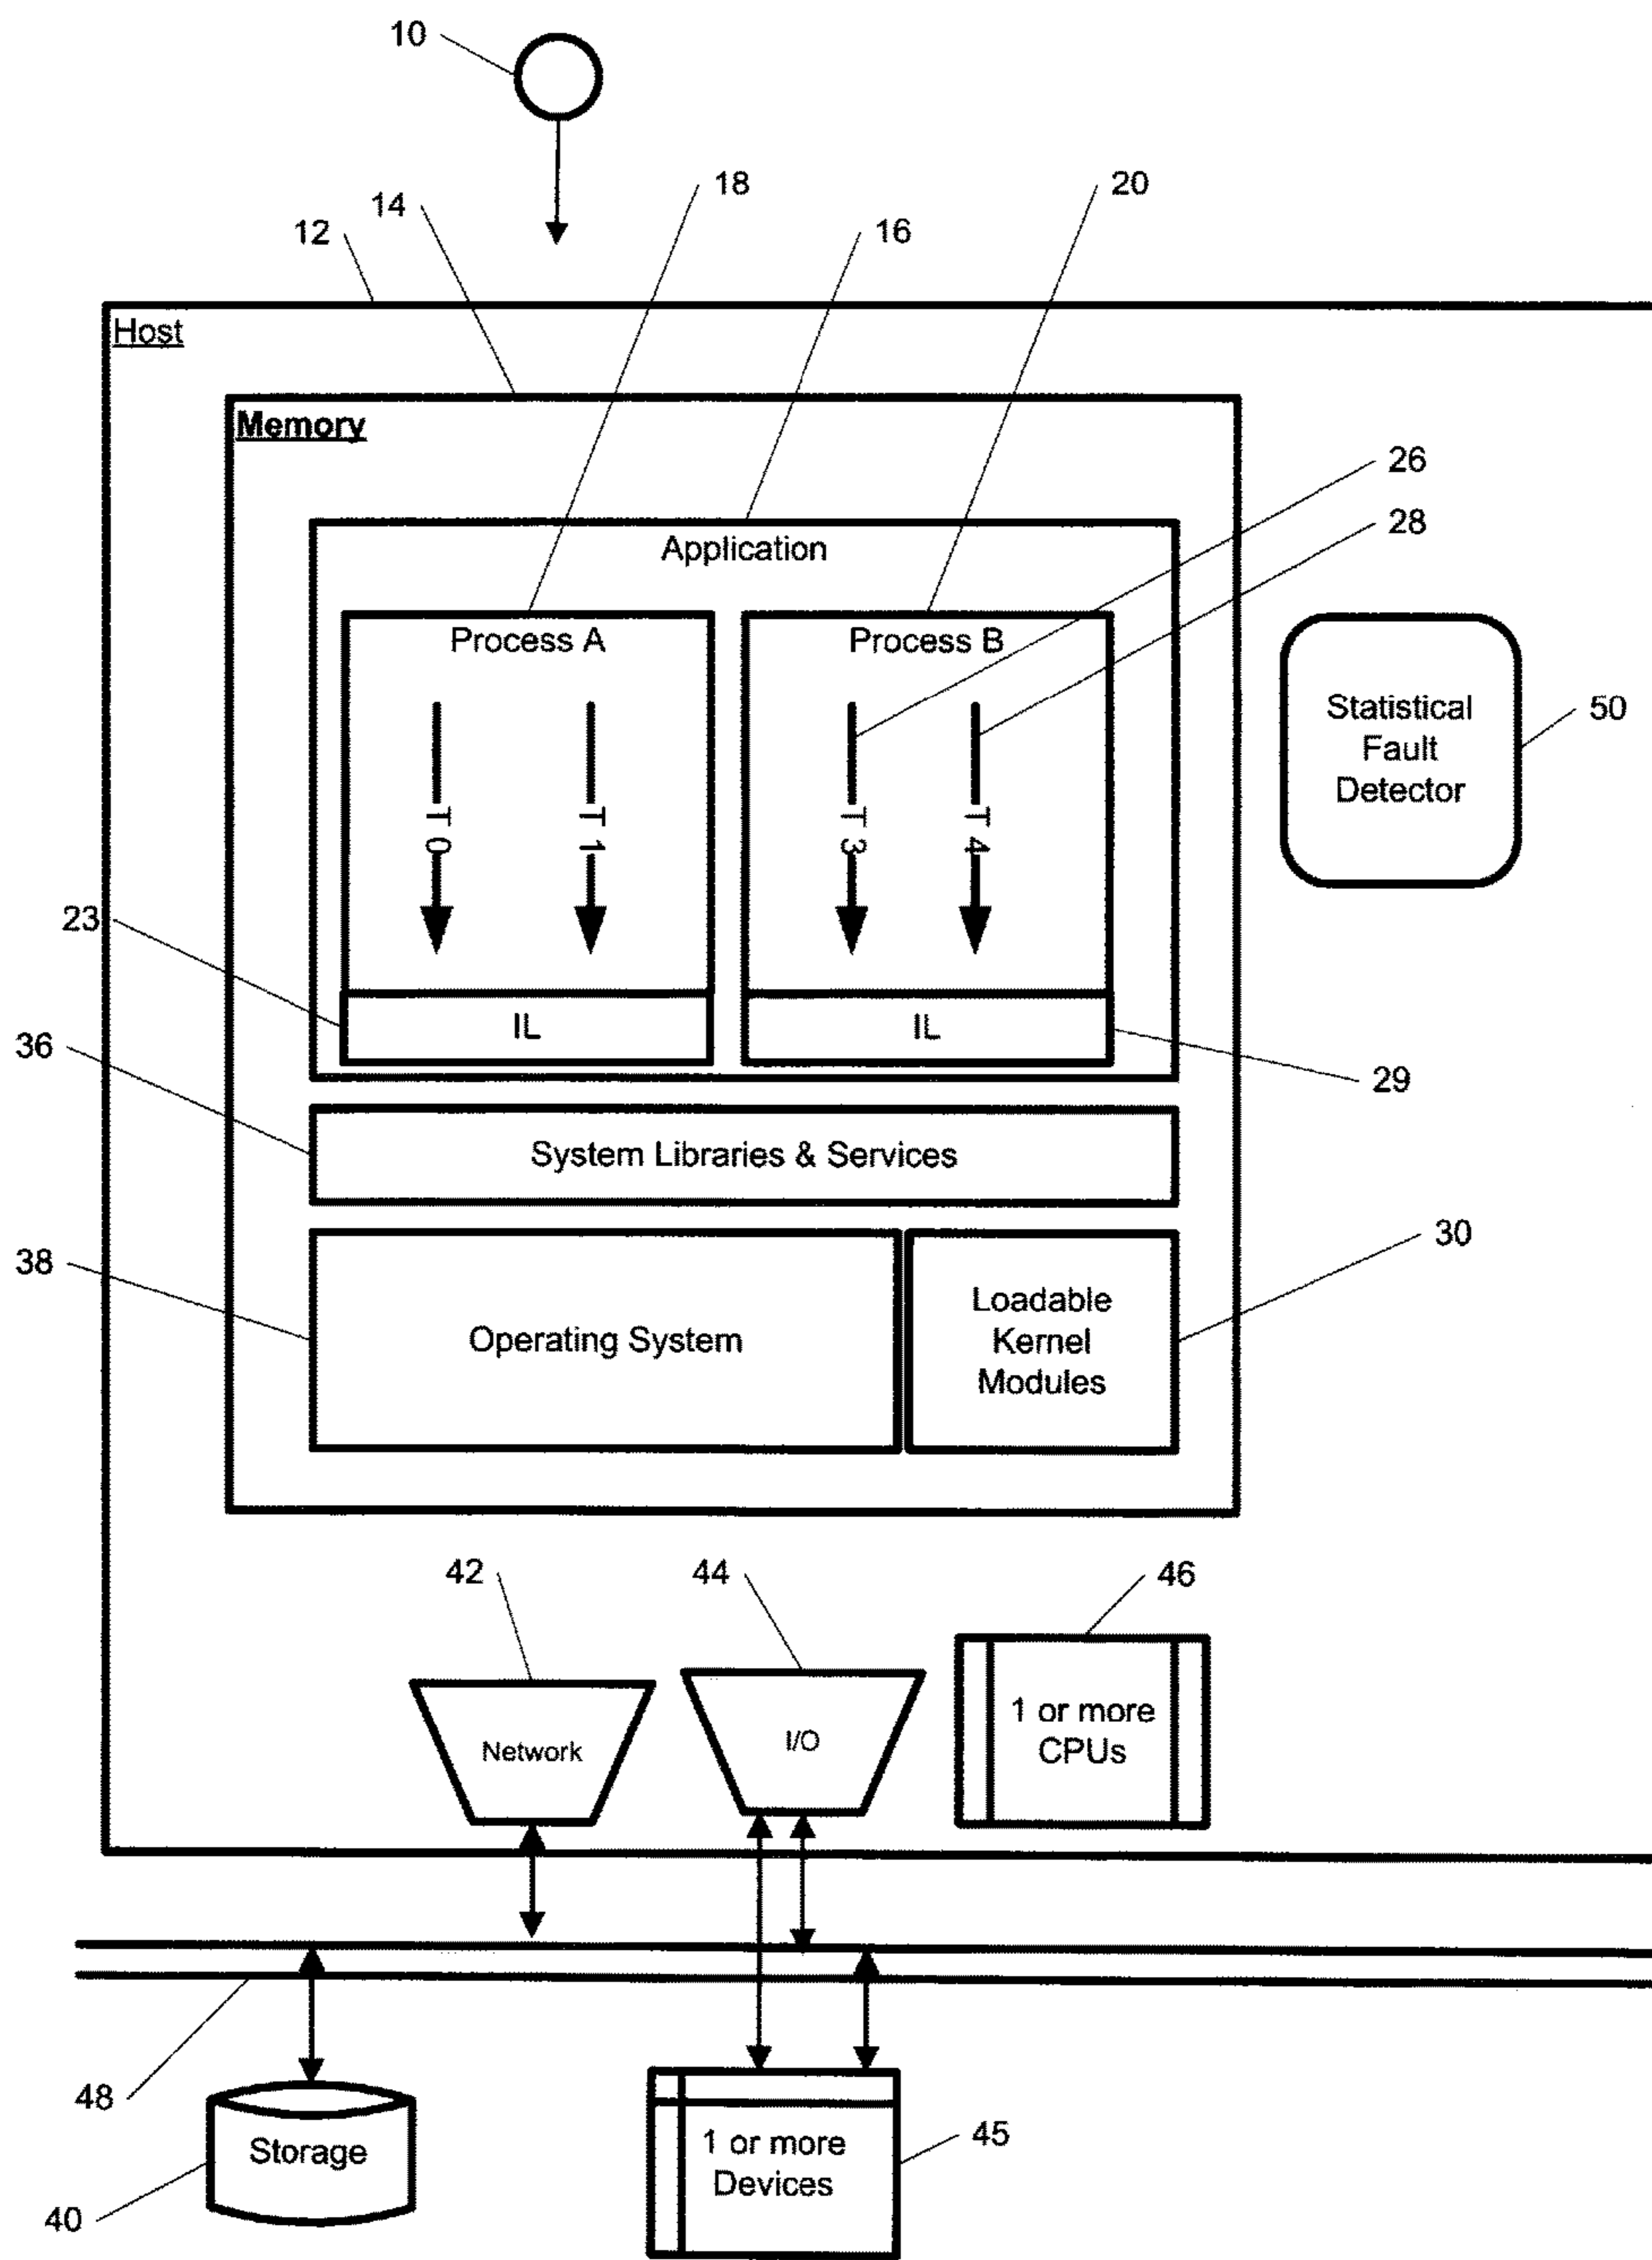 10
18
20
14
12
16
Host
Memory
26
28
Application
Process A
Process B
Statistical
Fault
Detector
50
T 0
T 1
T 3
T 4
23
IL
IL
36
29
System Libraries & Services
30
38
Loadable
Kernel
Modules
Operating System
42
44
46
Network
I/O
1 or more
CPUs
48
Storage
1 or more
Devices
45
40